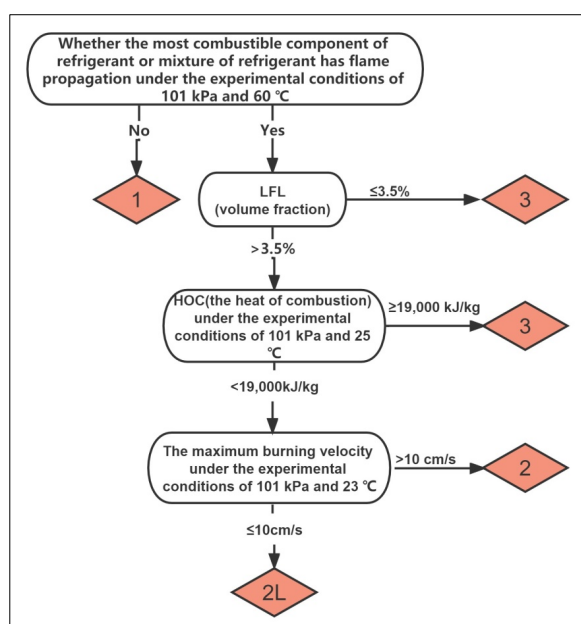 Whether the most combustible component of
refrigerant or mixture of refrigerant has flame
propagation under the experimental conditions of
101 kPa and 60 ℃
No
Yes
1
LFL
(volume fraction)
≤3.5%
3
>3.5%
HOC(the heat of combustion)
under the experimental
conditions of 101 kPa and 25
℃
≥19,000 kJ/kg
3
<19,000kJ/kg
The maximum burning velocity
under the experimental
conditions of 101 kPa and 23 ℃
>10 cm/s
2
≤10cm/s
2L